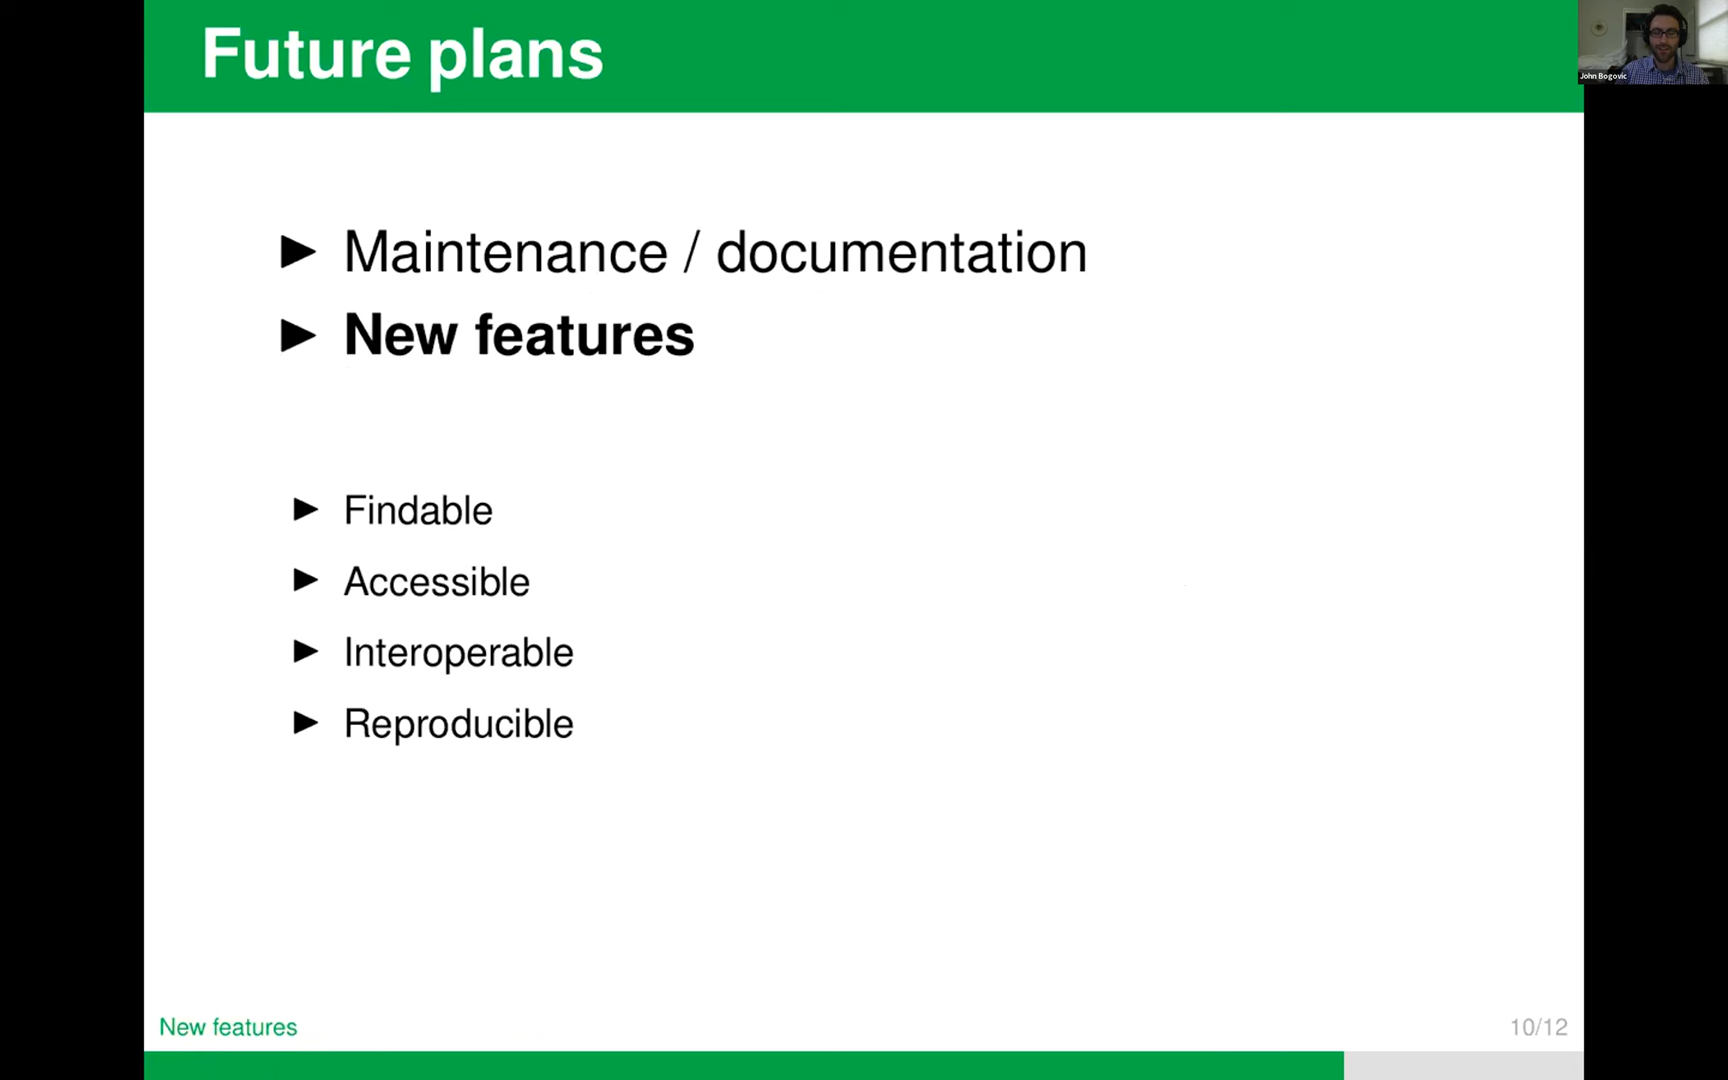 Future plans
John Bogovic
► Maintenance / documentation
► New features
► Findable
► Accessible
► Interoperable
► Reproducible
New features
10/12